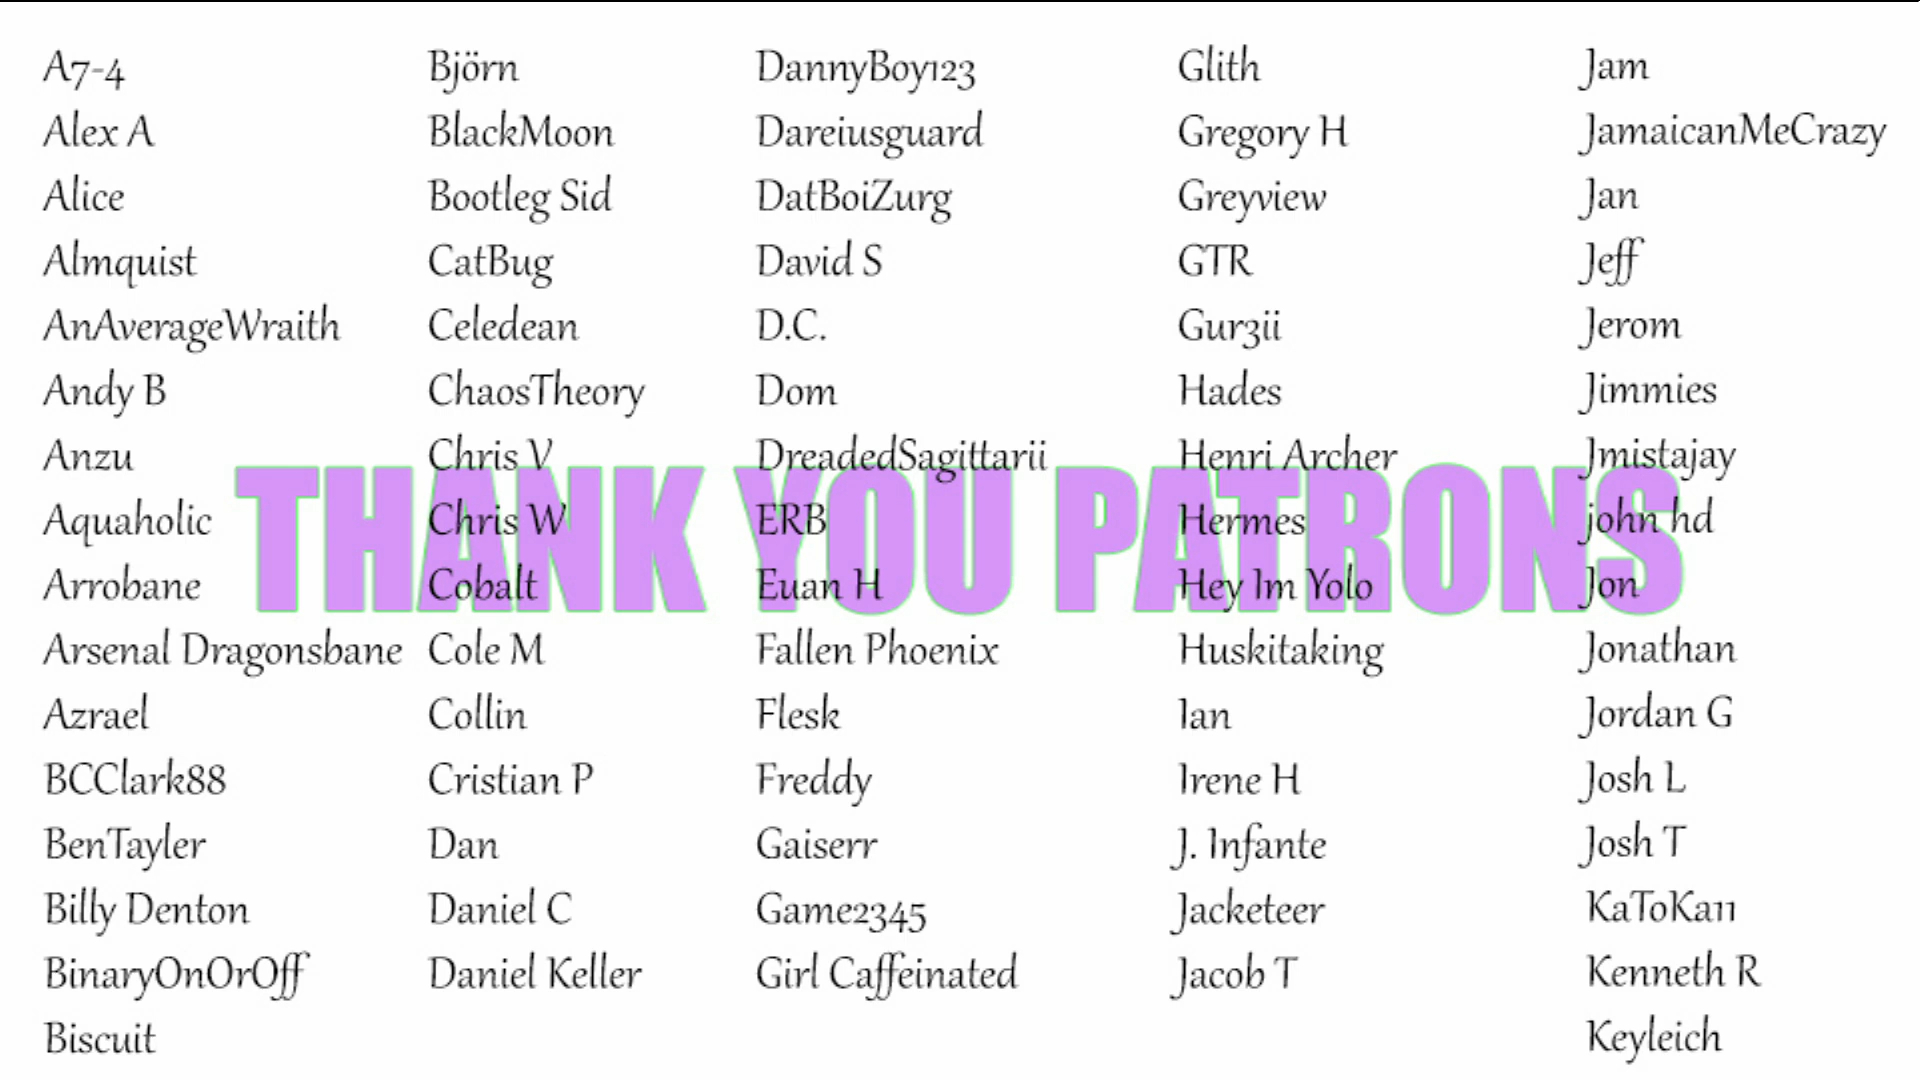 A7-4
Alex A
Alice
Almquist
AnAverageWraith
Andy B
Anzu
Aquaholic
Arrobane
Arsenal Dragonsbane
Azrael
BCClark88
BenTayler
Billy Denton
BinaryOnOrOff
Biscuit
Björn
BlackMoon
Bootleg Sid
CatBug
Celedean
ChaosTheory
Chris V
Chris W
Cobalt
Cole M
Collin
Cristian P
Dan
Daniel C
Daniel Keller
DannyBoy123
Dareiusguard
DatBoiZurg
David S
D.C.
Dom
DreadedSagittarii
ERB
Euan H
Fallen Phoenix
Flesk
Freddy
Gaiserr
Game2345
Girl Caffeinated
Glith
Gregory H
Greyview
GTR
Gur3ii
Hades
Henri Archer
Hermes
Hey Im Yolo
Huskitaking
Ian
Irene H
J. Infante
Jacketeer
Jacob T
Jam
JamaicanMeCrazy
Jan
Jeff
Jerom
Jimmies
Jmistajay
john hd
Jon
Jonathan
Jordan G
Josh L
Josh T
KaToKa11
Kenneth R
Keyleich
THANK YOU PATRONS